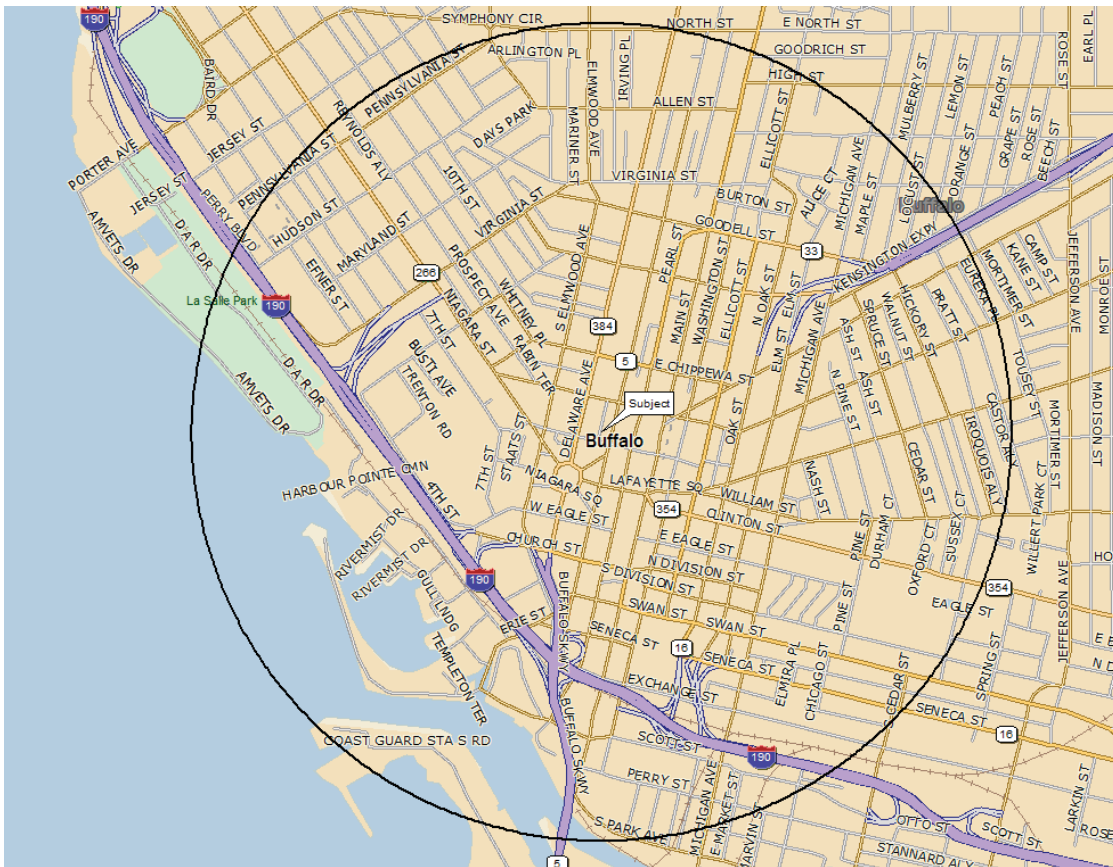 190
SYMPHONY CIR
NORTH ST
E NORTH ST
ROSE ST
EARL PL
ARLINGTON PL
GOODRICH ST
IRVING PL
ELMWOOD AVE
HIGH ST
BAIRD DR
PENNSYLVANIA ST
ALLEN ST
MULBERRY ST
LEMON ST
PEACH ST
GRAPE ST
ROSE ST
BEECH ST
REYNOLDS ALY
MARINER ST
ELLICOTT ST
JERSEY ST
DAYS PARK
PORTER AVE
PENNSYLVANIA ST
VIRGINIA ST
ORANGE ST
LOCUST ST
JERSEY ST
10TH ST
ALICE CT
MICHIGAN AVE
MAPLE ST
BURTON ST
PERRY BLVD
HUDSON ST
MARYLAND ST
VIRGINIA ST
GOODELL ST
Buffalo
AMVETS DR
D A R DR
33
KENSINGTON EXPY
JEFFERSON AVE
CAMP ST
KANE ST
MORTIMER ST
EUREKA PL
MONROE ST
EFNER ST
266
PROSPECT AVE
WHITNEY PL
S ELMWOOD AVE
PEARL ST
MAIN ST
WASHINGTON ST
ELLICOTT ST
N OAK ST
ELM ST
La Salle Park
190
NIAGARA ST
7TH ST
RABIN TER
384
HICKORY ST
WALNUT ST
SPRUCE ST
PRATT ST
ASH ST
ASH ST
N PINE ST
ELM ST
MICHIGAN AVE
BUSTI AVE
TRENTON RD
5
E CHIPPEWA ST
TOUSEY ST
D A R DR
AMVETS DR
DELAWARE AVE
Subject
Buffalo
OAK ST
CASTOR ALY
IROQUOIS ALY
MADISON ST
MORTIMER ST
7TH ST
STAATS ST
CEDAR ST
NASH ST
HARBOUR POINTE CMN
4TH ST
NIAGARA SQ
LAFAYETTE SQ
WILLIAM ST
354
CLINTON ST
W EAGLE ST
WILLERT PARK CT
SUSSEX CT
OXFORD CT
DURHAM CT
PINE ST
RIVERMIST DR
CHURCH ST
E EAGLE ST
N DIVISION ST
S DIVISION ST
HO
RIVERMIST DR
190
354
GULL LNDG
BUFFALO SKWY
SWAN ST
SWAN ST
PINE ST
EAGLE ST
JEFFERSON AVE
ERIE ST
SENECA ST
16
SENECA ST
E E
N D
TEMPLETON TER
ELMIRA PL
CHICAGO ST
CEDAR ST
SPRING ST
EXCHANGE ST
SENECA ST
16
BUFFALO SKWY
COAST GUARD STA S RD
SCOTT ST
190
PERRY ST
MICHIGAN AVE
E MARKET ST
MARVIN ST
LARKIN ST
S PARK AVE
OTTO ST
SCOTT ST
ROSE
STANNARD ALY
5